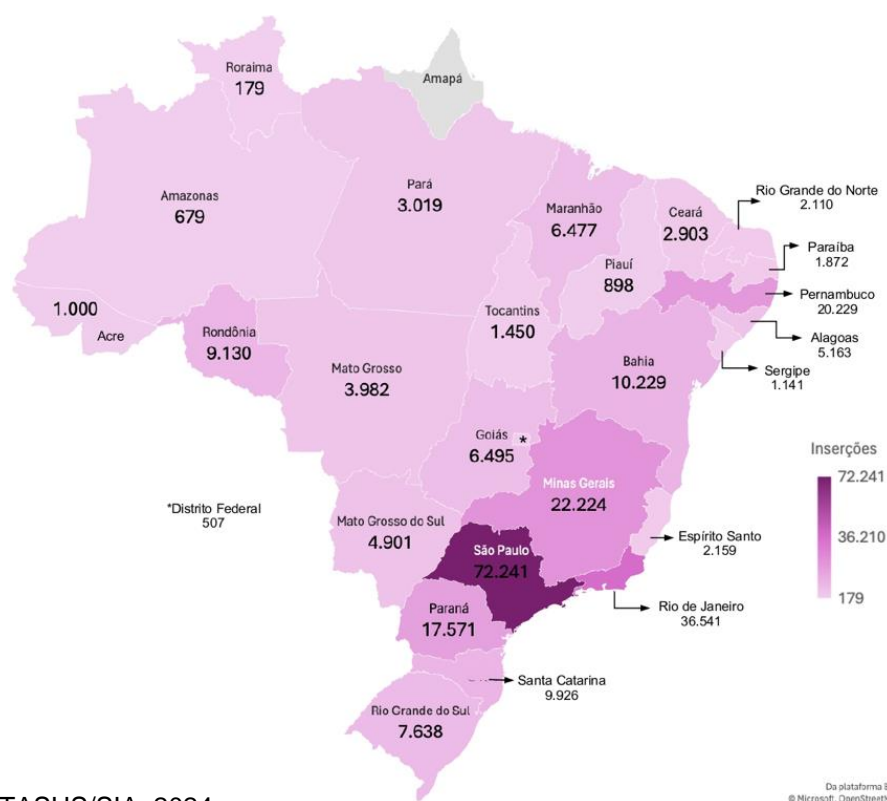 Roraima
179
Amapá
Amazonas
679
Pará
3.019
Maranhão
6.477
Ceará
2.903
Rio Grande do Norte
2.110
Paraíba
1.872
Piauí
898
Pernambuco
20.229
1.000
Acre
Rondônia
9.130
Tocantins
1.450
Alagoas
5.163
Sergipe
1.141
Mato Grosso
3.982
Bahia
10.229
Goiás
6.495
*
Inserções
72.241
36.210
179
Minas Gerais
22.224
*Distrito Federal
507
Mato Grosso do Sul
4.901
São Paulo
72.241
Espírito Santo
2.159
Rio de Janeiro
36.541
Paraná
17.571
Santa Catarina
9.926
Rio Grande do Sul
7.638
Da plataforma
© Microsoft,